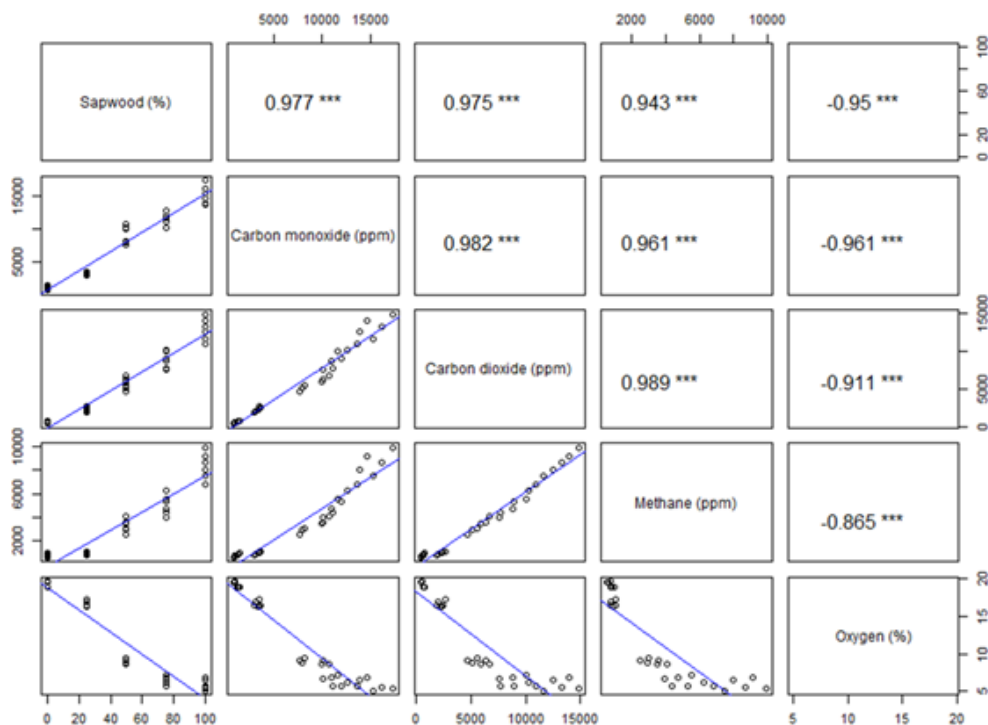 5000 15000 2000 6000 10000
Sapwood (%) 0.977 *** 0.975 *** 0.943 *** -0.95 *** 0 20 60 100
5000 15000 Carbon monoxide (ppm) 0.982 *** 0.961 *** -0.961 ***
Carbon dioxide (ppm) 0.989 *** -0.911 *** 0 5000 15000
2000 6000 10000 Methane (ppm) -0.865 ***
Oxygen (%) 5 10 15 20
0 20 40 60 80 100 0 5000 10000 15000 5 10 15 20